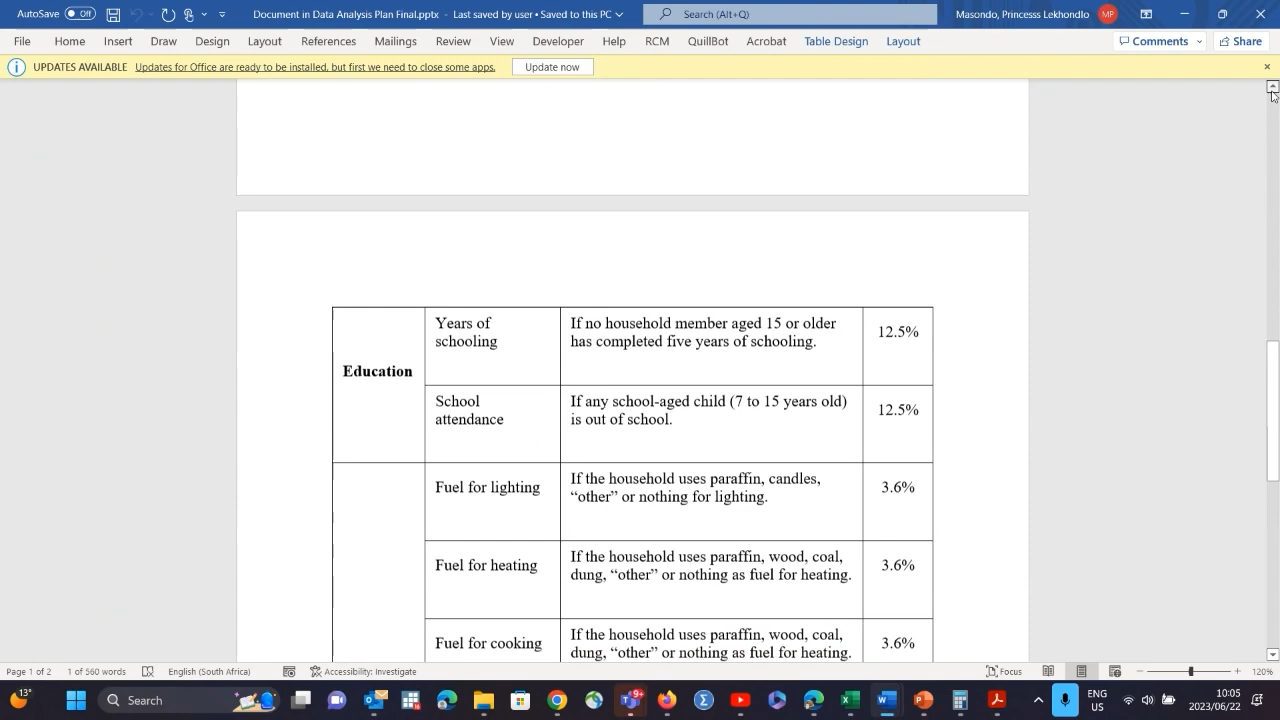 AutoSave Off Document in Data Analysis Plan Final.pptx - Last saved by user • Saved to this PC Search (Alt+Q) Masondo, Princesss Lekhondlo MP
File Home Insert Draw Design Layout References Mailings Review View Developer Help RCM QuillBot Acrobat Table Design Layout Comments Share
UPDATES AVAILABLE Updates for Office are ready to be installed, but first we need to close some apps. Update now
Education
Years of
schooling
If no household member aged 15 or older
has completed five years of schooling.
12.5%
School
attendance
If any school-aged child (7 to 15 years old)
is out of school.
12.5%
Fuel for lighting
If the household uses paraffin, candles,
“other” or nothing for lighting.
3.6%
Fuel for heating
If the household uses paraffin, wood, coal,
dung, “other” or nothing as fuel for heating.
3.6%
Fuel for cooking
If the household uses paraffin, wood, coal,
dung, “other” or nothing as fuel for heating.
3.6%
Page 1 of 2 1 of 560 words English (South Africa) Accessibility: Investigate Focus 120%
13° Search 9+ ENG
US
10:05
2023/06/22